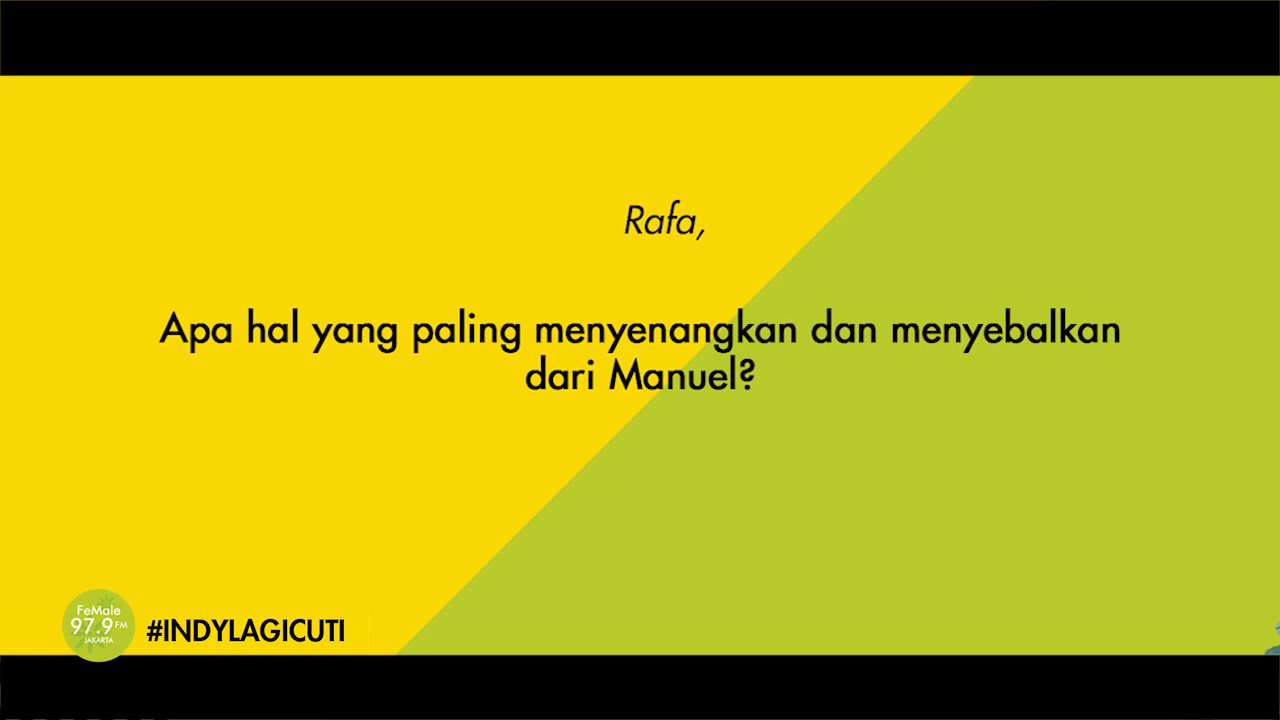 Rafa,
Apa hal yang paling menyenangkan dan menyebalkan
dari Manuel?
FeMale
97.9 FM
JAKARTA
#INDYLAGICUTI